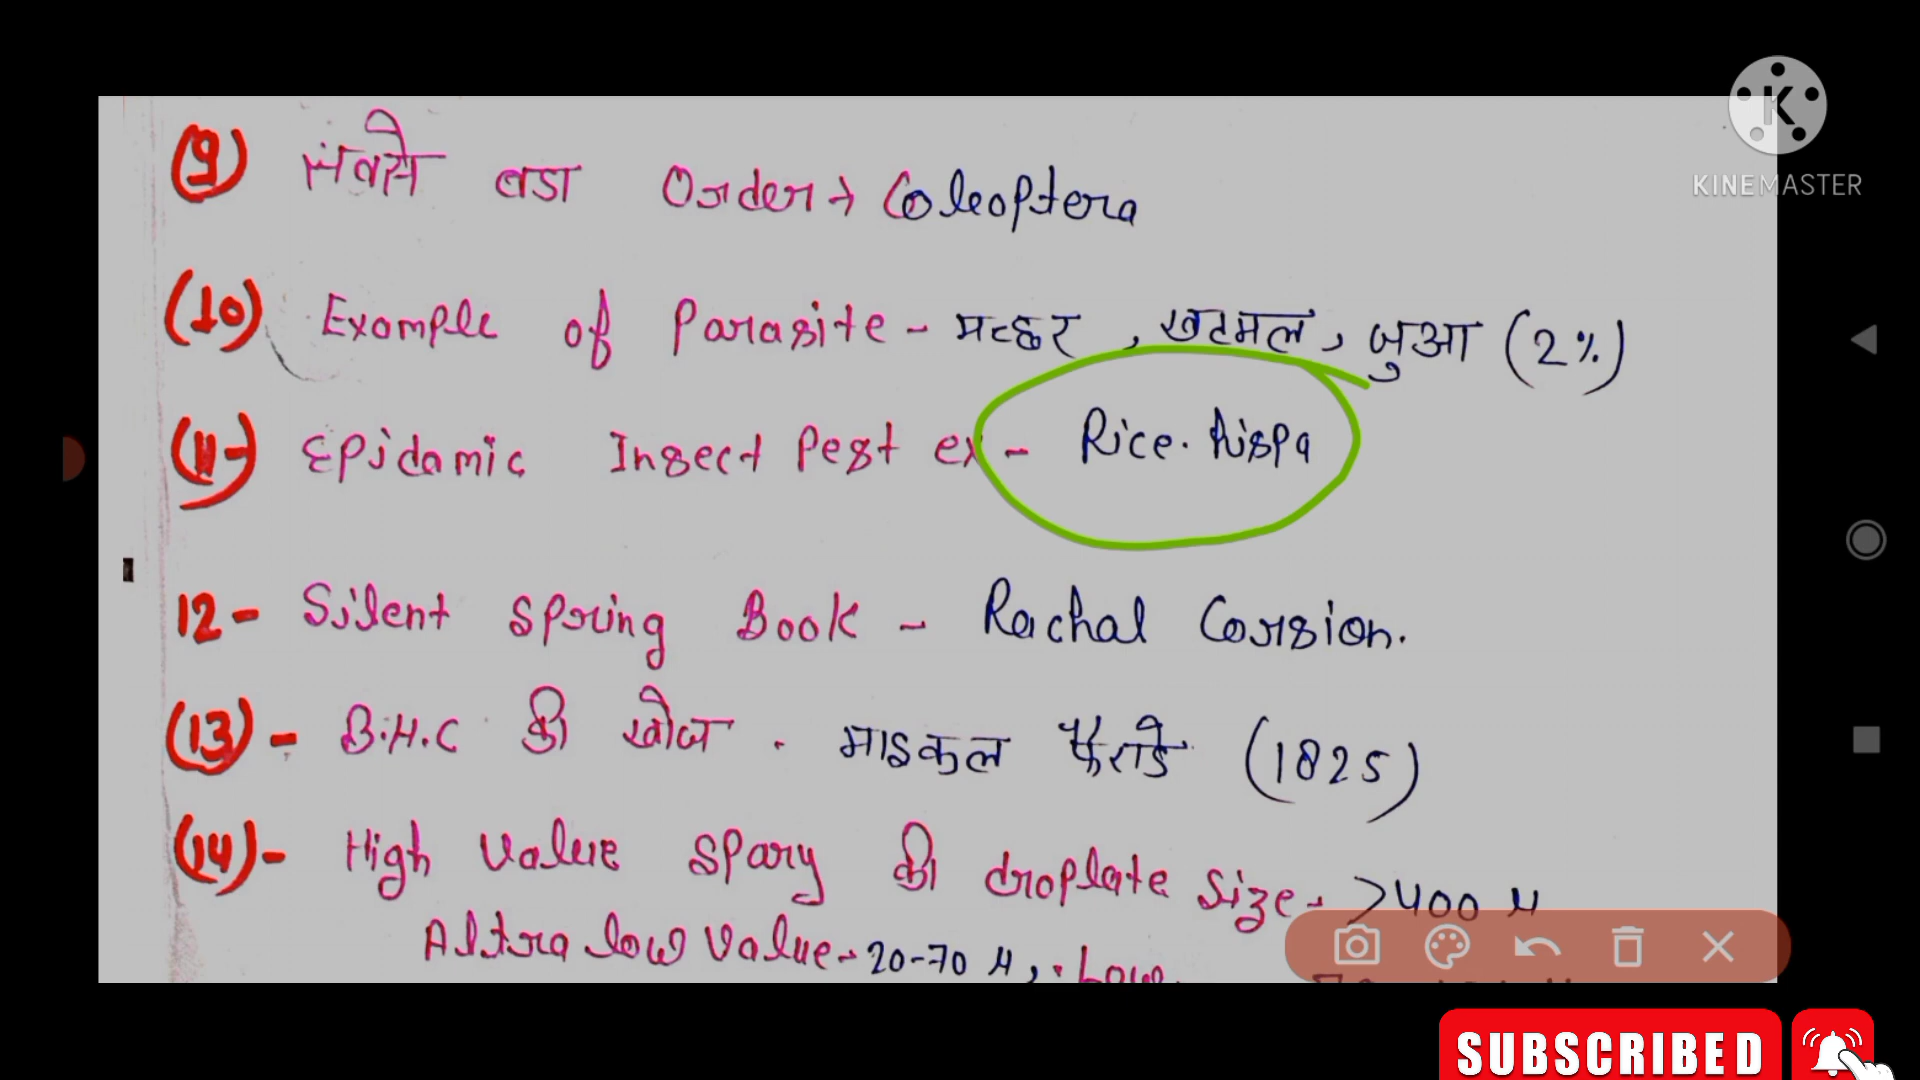 KINEMASTER
(9) सबसे बडा Order → Coleoptera
(10) Example of Parasite - मच्छर , खटमल, जुआ (2%)
(11-) Epidamic Insect Pest ex - Rice. hispa
12- Silent Spring Book - Rachal Corsion.
(13) - B.H.C की खोज . माइकल फैराडे (1825)
(14)- High Value Spary की droplate Size - >400 μ
Altra low Value - 20-70 μ, . Low
SUBSCRIBED